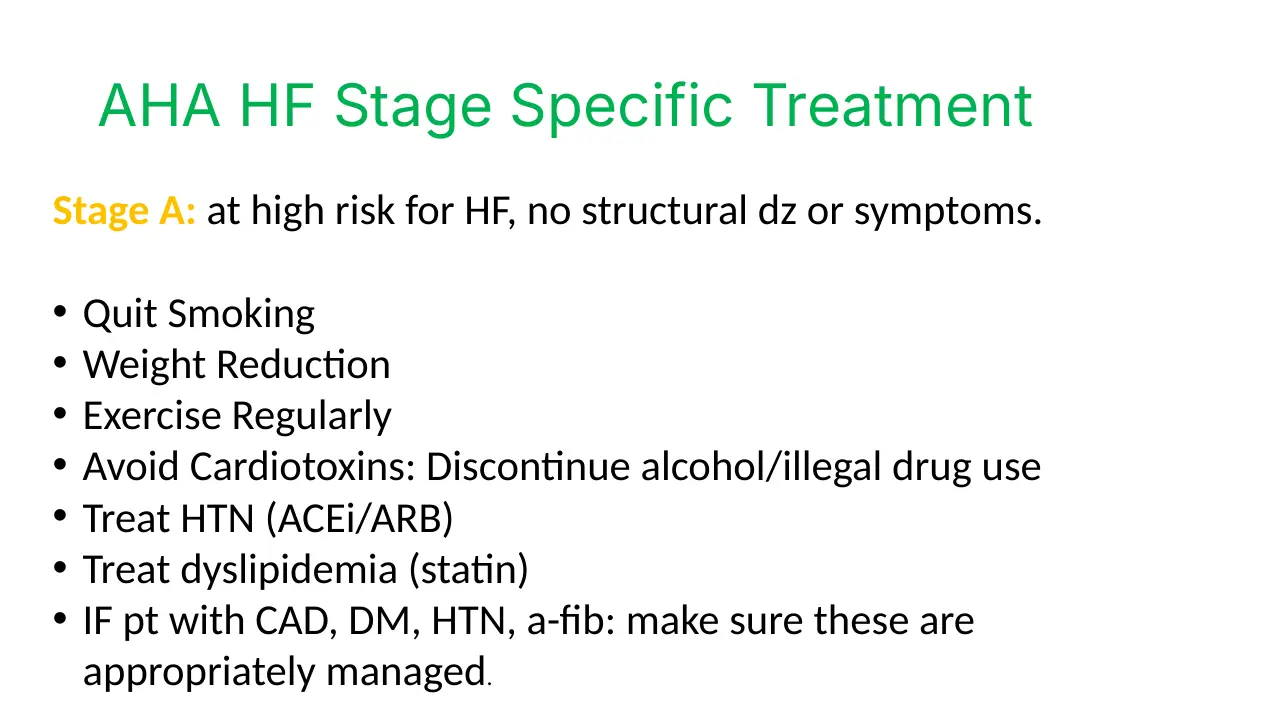 AHA HF Stage Specific Treatment
Stage A: at high risk for HF, no structural dz or symptoms.
• Quit Smoking
• Weight Reduction
• Exercise Regularly
• Avoid Cardiotoxins: Discontinue alcohol/illegal drug use
• Treat HTN (ACEi/ARB)
• Treat dyslipidemia (statin)
• IF pt with CAD, DM, HTN, a-fib: make sure these are
appropriately managed.